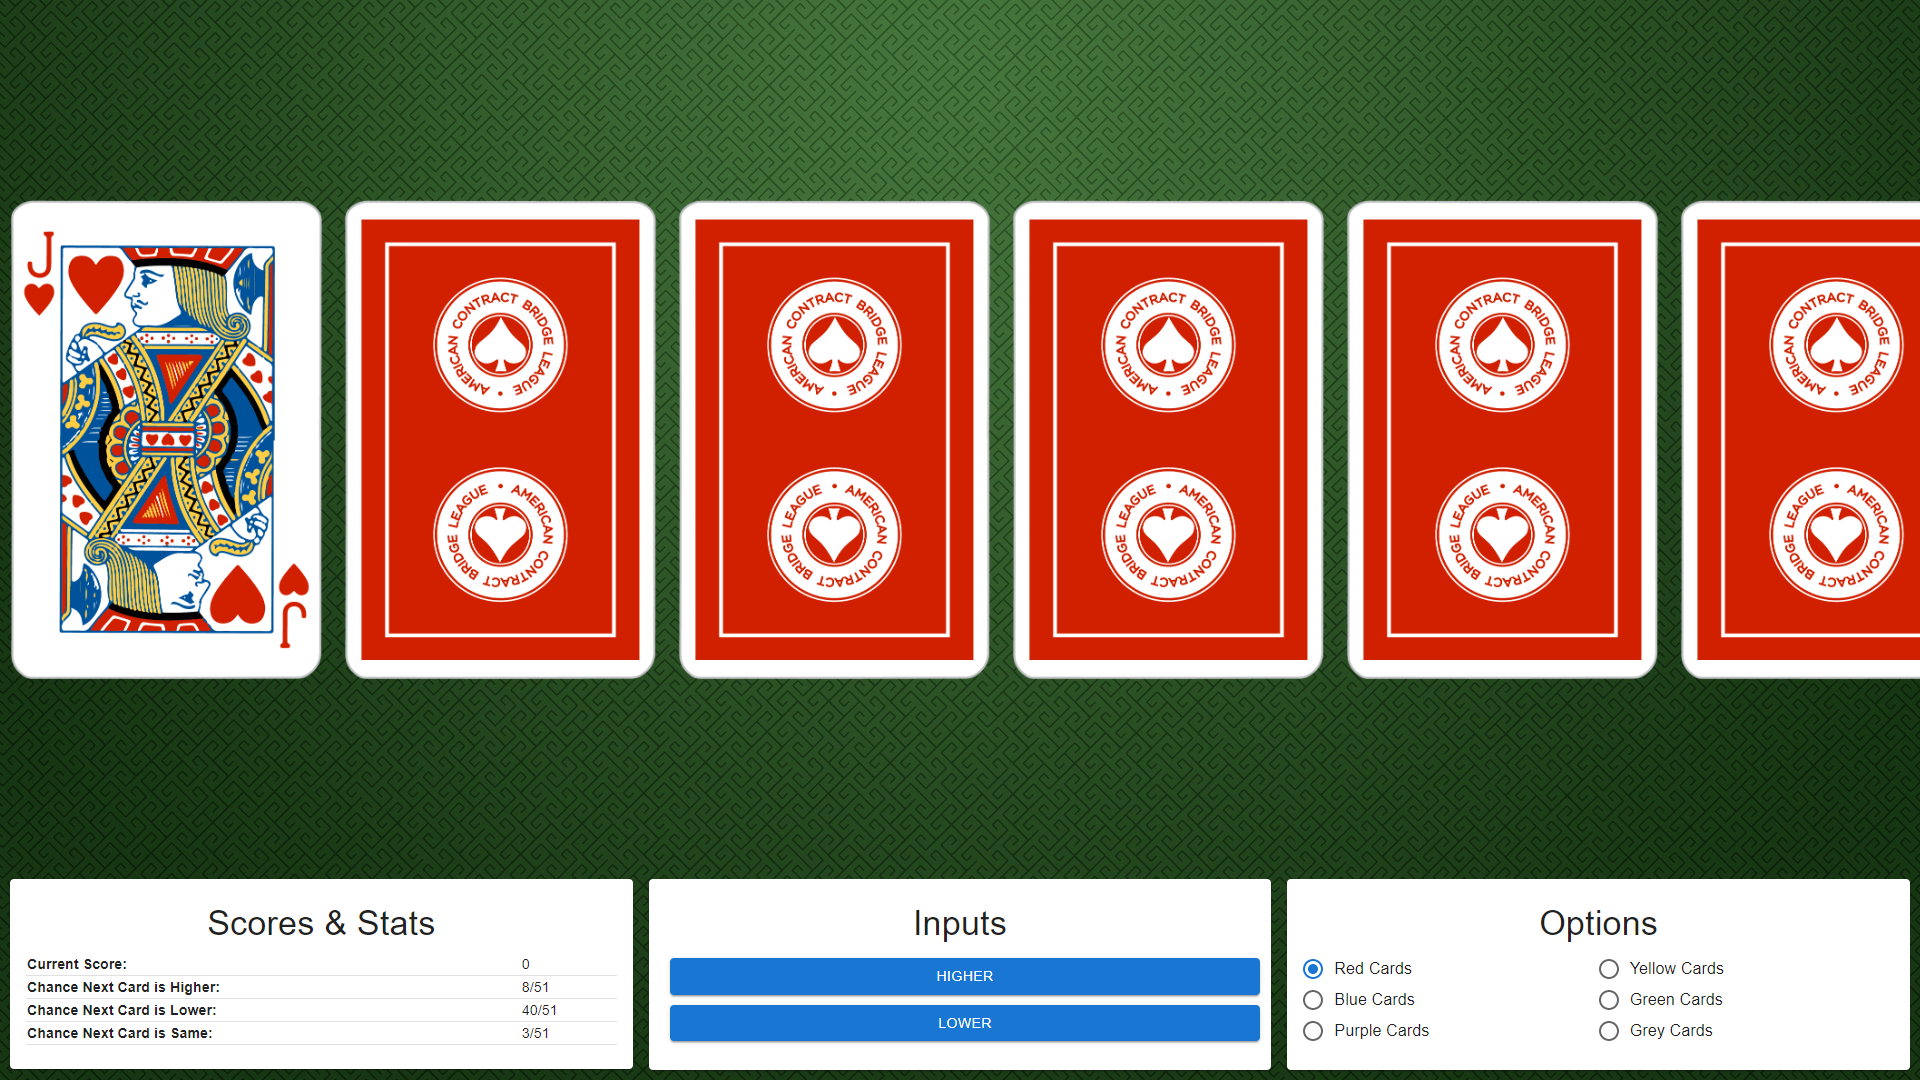 J
AMERICAN CONTRACT BRIDGE LEAGUE •
AMERICAN CONTRACT BRIDGE LEAGUE •
AMERICAN CONTRACT BRIDGE LEAGUE •
AMERICAN CONTRACT BRIDGE LEAGUE •
AMERICAN CONTRACT BRIDGE LEAGUE •
AMERICAN CONTRACT BRIDGE LEAGUE •
AMERICAN CONTRACT BRIDGE LEAGUE •
AMERICAN CONTRACT BRIDGE LEAGUE •
AMERICAN CONTRACT BRIDGE LEAGUE •
AMERICAN CONTRACT BRIDGE LEAGUE •
J
Scores & Stats
Current Score: 0
Chance Next Card is Higher: 8/51
Chance Next Card is Lower: 40/51
Chance Next Card is Same: 3/51
Inputs
HIGHER
LOWER
Options
Red Cards
Yellow Cards
Blue Cards
Green Cards
Purple Cards
Grey Cards